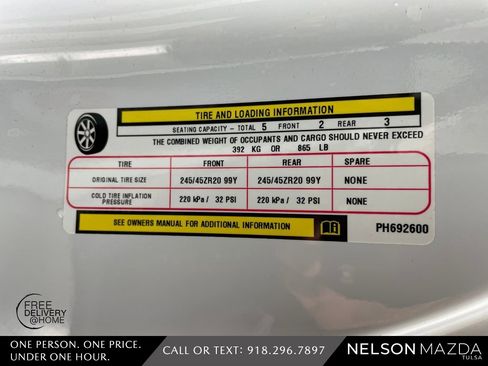 TIRE AND LOADING INFORMATION
SEATING CAPACITY - TOTAL 5 FRONT 2 REAR 3
THE COMBINED WEIGHT OF OCCUPANTS AND CARGO SHOULD NEVER EXCEED
392 KG OR 865 LB
TIRE FRONT REAR SPARE
ORIGINAL TIRE SIZE 245/45ZR20 99Y 245/45ZR20 99Y NONE
COLD TIRE INFLATION PRESSURE 220 kPa / 32 PSI 220 kPa / 32 PSI NONE
SEE OWNERS MANUAL FOR ADDITIONAL INFORMATION
PH692600
FREE
DELIVERY
@HOME
ONE PERSON. ONE PRICE.
UNDER ONE HOUR.
CALL OR TEXT: 918.296.7897
NELSON MAZDA
TULSA